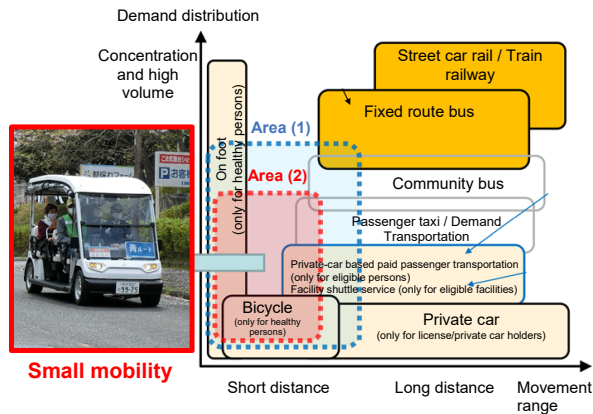 Demand distribution
Concentration
and high
volume
Street car rail / Train
railway
Fixed route bus
Area (1)
On foot
(only for healthy persons)
Area (2)
Community bus
Passenger taxi / Demand
Transportation
Private-car based paid passenger transportation
(only for eligible persons)
Facility shuttle service (only for eligible facilities)
Bicycle
(only for healthy
persons)
Private car
(only for license/private car holders)
Small mobility
Short distance
Long distance
Movement
range